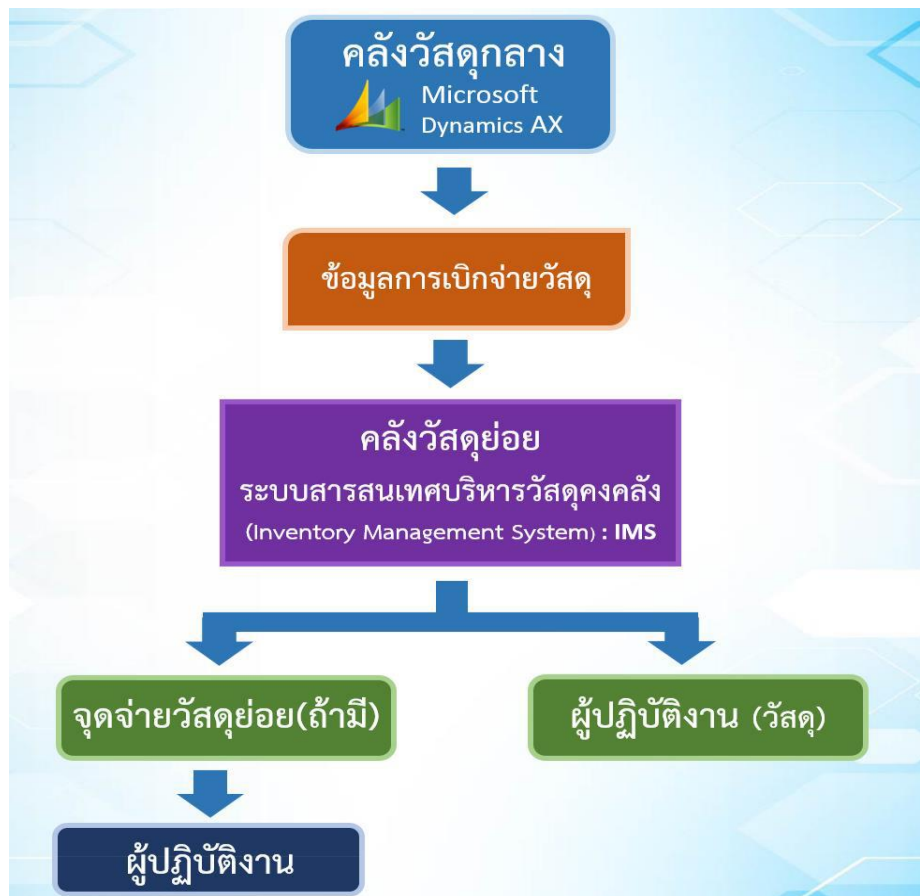 คลังวัสดุกลาง
Microsoft
Dynamics AX
ข้อมูลการเบิกจ่ายวัสดุ
คลังวัสดุย่อย
ระบบสารสนเทศบริหารวัสดุคงคลัง
(Inventory Management System) : IMS
จุดจ่ายวัสดุย่อย(ถ้ามี)
ผู้ปฏิบัติงาน (วัสดุ)
ผู้ปฏิบัติงาน